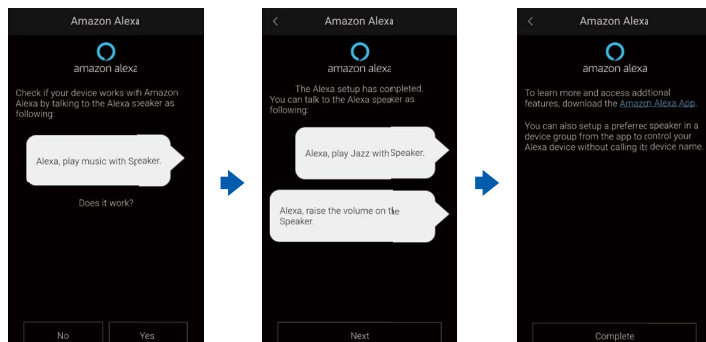 Amazon Alexa
amazon alexa
Check if your device works with Amazon
Alexa by talking to the Alexa speaker as
following:
Alexa, play music with Speaker.
Does it work?
No
Yes
Amazon Alexa
amazon alexa
The Alexa setup has completed.
You can talk to the Alexa speaker as
following:
Alexa, play Jazz with Speaker.
Alexa, raise the volume on the
Speaker.
Next
Amazon Alexa
amazon alexa
To learn more and access additional
features, download the Amazon Alexa App.
You can also setup a preferred speaker in a
device group from the app to control your
Alexa device without calling its device name.
Complete